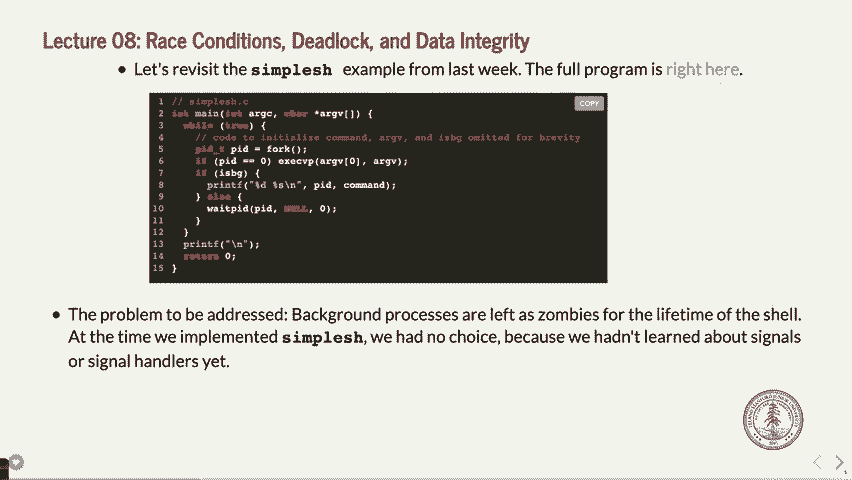 Lecture 08: Race Conditions, Deadlock, and Data Integrity
• Let's revisit the simplesh example from last week. The full program is right here.
COPY
1 // simplesh.c
2 int main(int argc, char *argv[]) {
3 while (true) {
4 // code to initialize command, argv, and isbg omitted for brevity
5 pid_t pid = fork();
6 if (pid == 0) execvp(argv[0], argv);
7 if (isbg) {
8 printf("%d %s\n", pid, command);
9 } else {
10 waitpid(pid, NULL, 0);
11 }
12 }
13 printf("\n");
14 return 0;
15 }
• The problem to be addressed: Background processes are left as zombies for the lifetime of the shell.
At the time we implemented simplesh, we had no choice, because we hadn't learned about signals
or signal handlers yet.